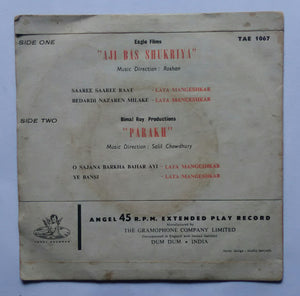 SIDE ONE
TAE 1067
Eagle Films
"AJI BAS SHUKRIYA"
Music Direction : Roshan
SAAREE SAAREE RAAT - LATA MANGESHKAR
BEDARDI NAZAREN MILAKE - LATA MANGESHKAR
SIDE TWO
Bimal Roy Productions
"PARAKH"
Music Direction : Salil Chowdhury
O SAJANA BARKHA BAHAR AYI - LATA MANGESHKAR
YE BANSI - LATA MANGESHKAR
ANGEL 45 R.P.M. EXTENDED PLAY RECORD
THE GRAMOPHONE COMPANY LIMITED
DUM DUM • INDIA